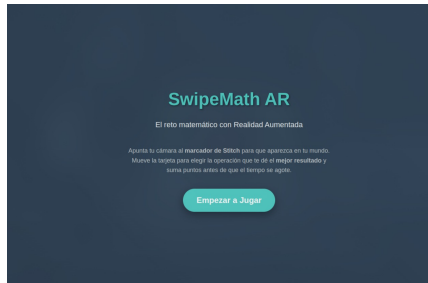 SwipeMath AR
El reto matemático con Realidad Aumentada
Apunta tu cámara al marcador de Stitch para que aparezca en tu mundo.
Mueve la tarjeta para elegir la operación que te dé el mejor resultado y
suma puntos antes de que el tiempo se agote.
Empezar a Jugar